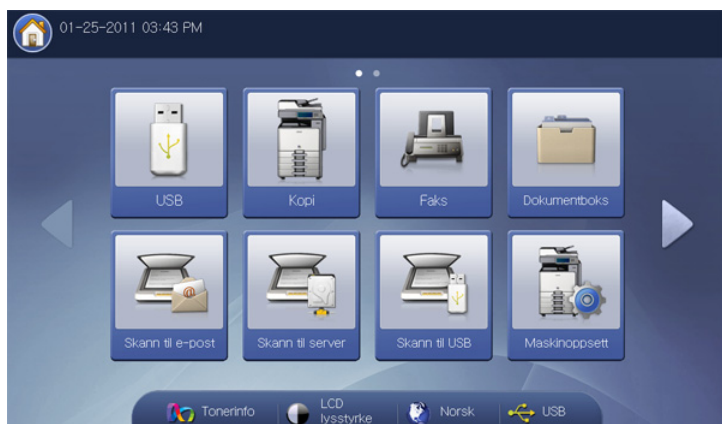 01-25-2011 03:43 PM
USB
Kopi
Faks
Dokumentboks
Skann til e-post
Skann til server
Skann til USB
Maskinoppsett
Tonerinfo
LCD
lysstyrke
Norsk
USB